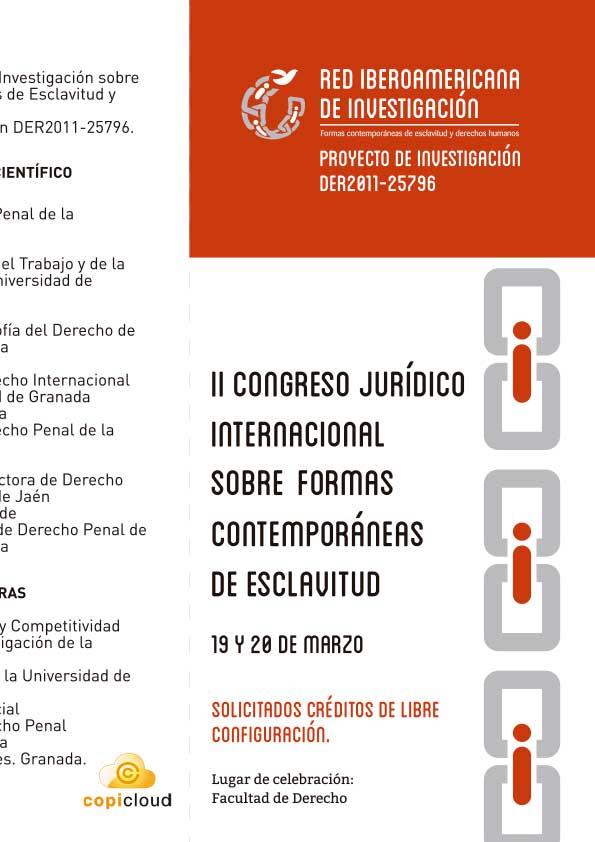 Investigación sobre
s de Esclavitud y
n DER2011-25796.
CIENTÍFICO
Penal de la
el Trabajo y de la
niversidad de
ofía del Derecho de
a
echo Internacional
d de Granada
a
echo Penal de la
ctora de Derecho
de Jaén
de
de Derecho Penal de
a
RAS
y Competitividad
igación de la
la Universidad de
cial
cho Penal
a
es. Granada.
copicloud
RED IBEROAMERICANA
DE INVESTIGACIÓN
Formas contemporáneas de esclavitud y derechos humanos
PROYECTO DE INVESTIGACIÓN
DER2011-25796
II CONGRESO JURÍDICO
INTERNACIONAL
SOBRE FORMAS
CONTEMPORÁNEAS
DE ESCLAVITUD
19 Y 20 DE MARZO
SOLICITADOS CRÉDITOS DE LIBRE
CONFIGURACIÓN.
Lugar de celebración:
Facultad de Derecho